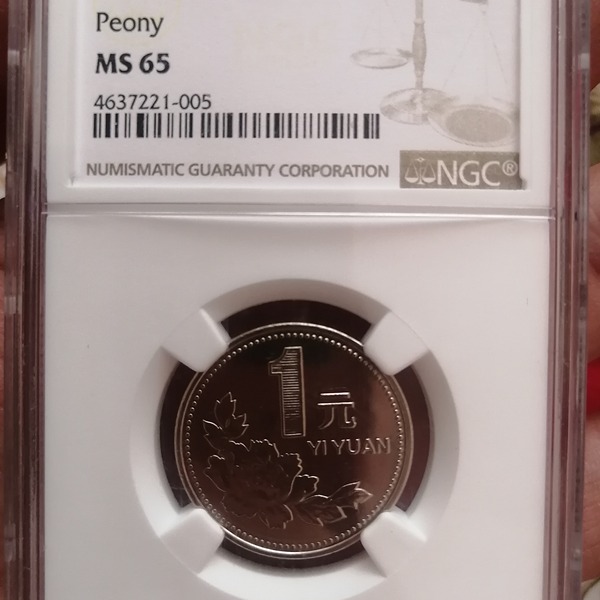 Peony
MS 65
4637221-005
NUMISMATIC GUARANTY CORPORATION
NGC®
1元
YI YUAN